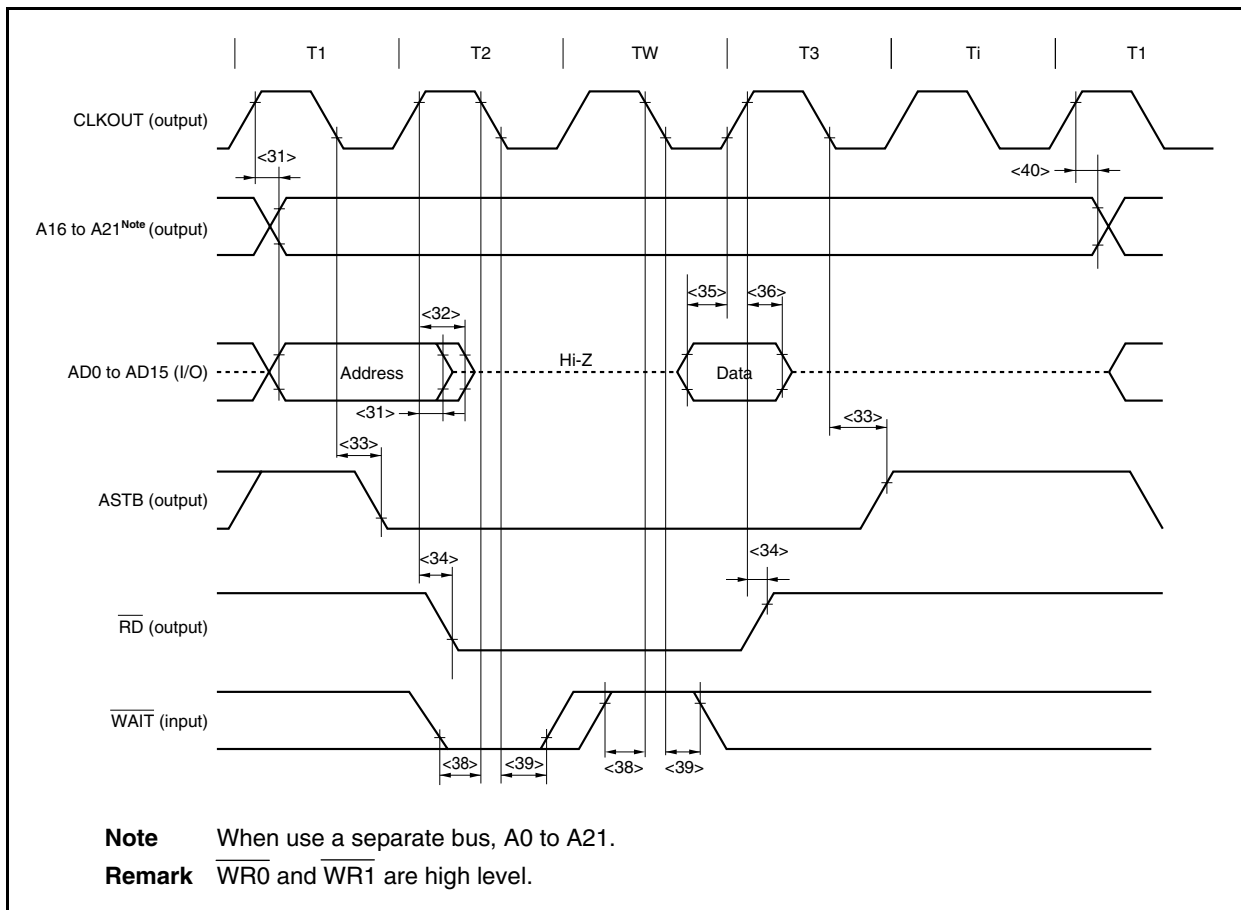 T1 T2 TW T3 Ti T1
CLKOUT (output)
<31>
<40>
A16 to A21Note (output)
<35> <36>
<32>
Hi-Z
AD0 to AD15 (I/O)
Address
Data
<31>
<33>
<33>
ASTB (output)
<34>
<34>
RD (output)
WAIT (input)
<38> <39> <38> <39>
Note When use a separate bus, A0 to A21.
Remark WR0 and WR1 are high level.